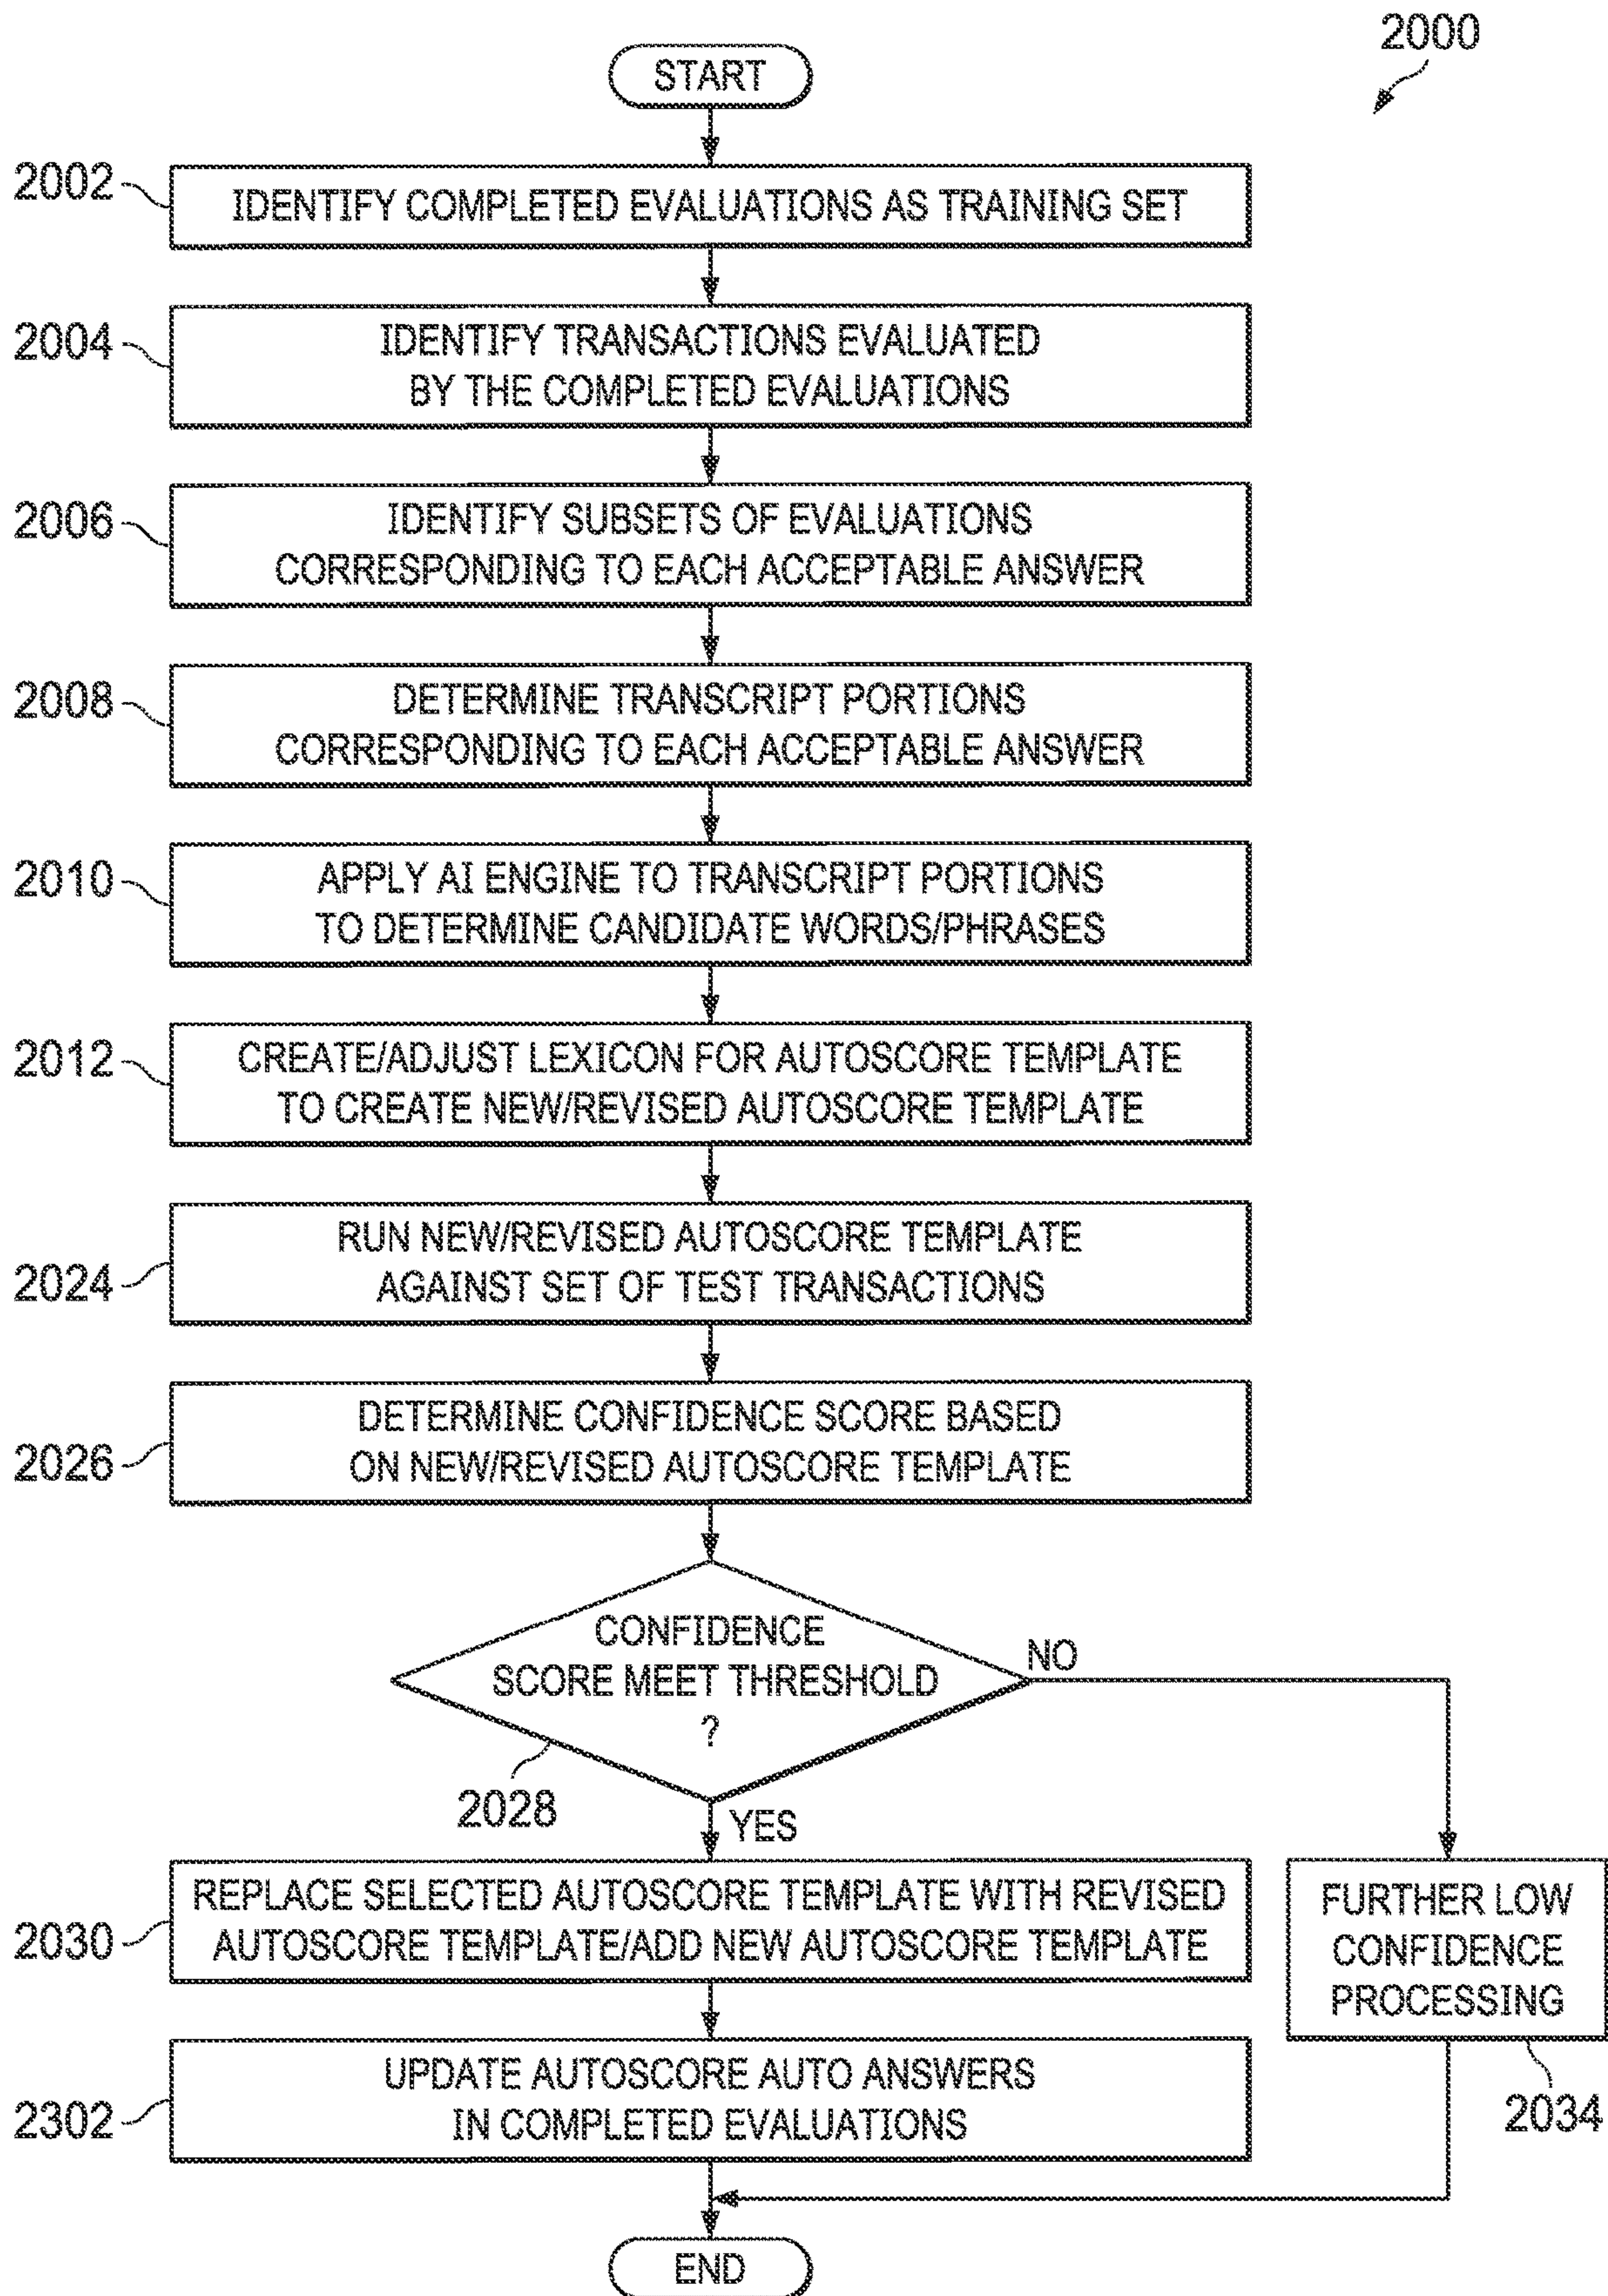 2000
START
2002
IDENTIFY COMPLETED EVALUATIONS AS TRAINING SET
2004
IDENTIFY TRANSACTIONS EVALUATED
BY THE COMPLETED EVALUATIONS
2006
IDENTIFY SUBSETS OF EVALUATIONS
CORRESPONDING TO EACH ACCEPTABLE ANSWER
2008
DETERMINE TRANSCRIPT PORTIONS
CORRESPONDING TO EACH ACCEPTABLE ANSWER
2010
APPLY AI ENGINE TO TRANSCRIPT PORTIONS
TO DETERMINE CANDIDATE WORDS/PHRASES
2012
CREATE/ADJUST LEXICON FOR AUTOSCORE TEMPLATE
TO CREATE NEW/REVISED AUTOSCORE TEMPLATE
2024
RUN NEW/REVISED AUTOSCORE TEMPLATE
AGAINST SET OF TEST TRANSACTIONS
2026
DETERMINE CONFIDENCE SCORE BASED
ON NEW/REVISED AUTOSCORE TEMPLATE
CONFIDENCE
SCORE MEET THRESHOLD
?
NO
2028
YES
2030
REPLACE SELECTED AUTOSCORE TEMPLATE WITH REVISED
AUTOSCORE TEMPLATE/ADD NEW AUTOSCORE TEMPLATE
FURTHER LOW
CONFIDENCE
PROCESSING
2034
2302
UPDATE AUTOSCORE AUTO ANSWERS
IN COMPLETED EVALUATIONS
END